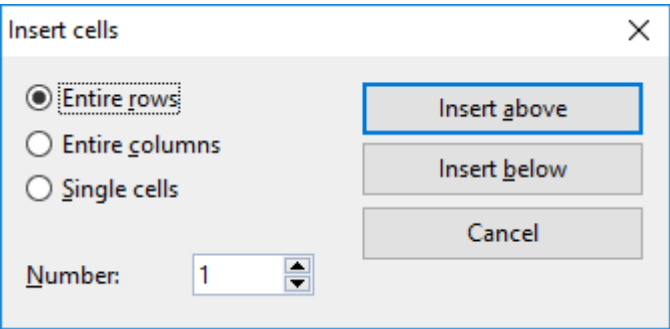 Insert cells
Entire rows
Entire columns
Single cells
Number: 1
Insert above
Insert below
Cancel